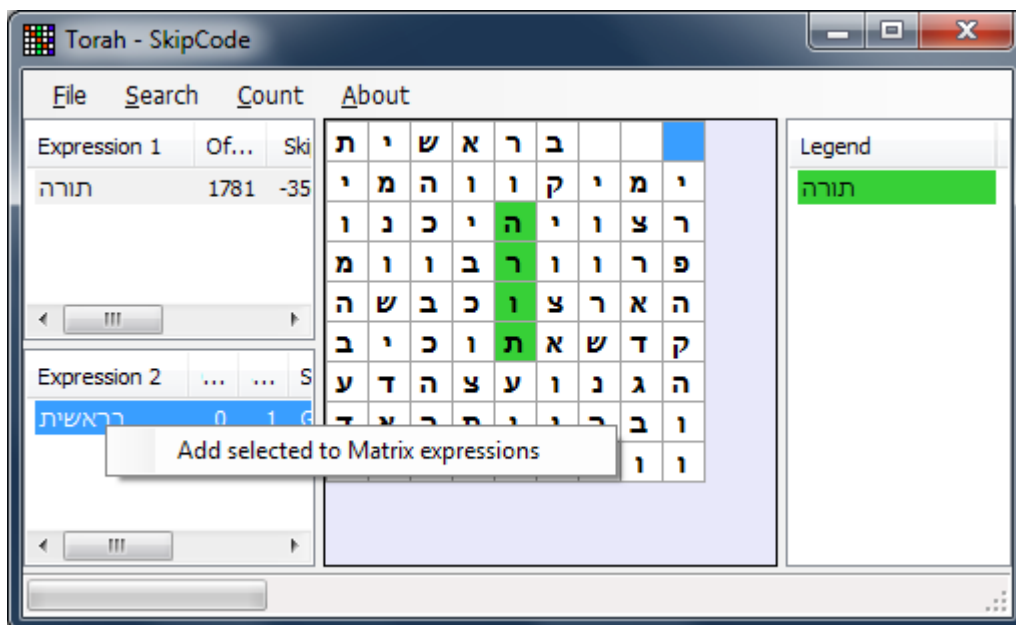 Torah - SkipCode
File Search Count About
Expression 1 Of... Ski
תורה 1781 -35
Expression 2 ... ... S
בראשית 0 1 G
Add selected to Matrix expressions
ב ר א ש י ת
י מ י ק ו ו ה מ י
ר צ ו י ה י כ נ ו
פ ר ו ו ר ב ו ו מ
ה א ר צ ו כ ב ש ה
ק ד ש א ת ו כ י ב
ה ג נ ו ע צ ה ד ע
ו ב
ו ו
Legend
תורה